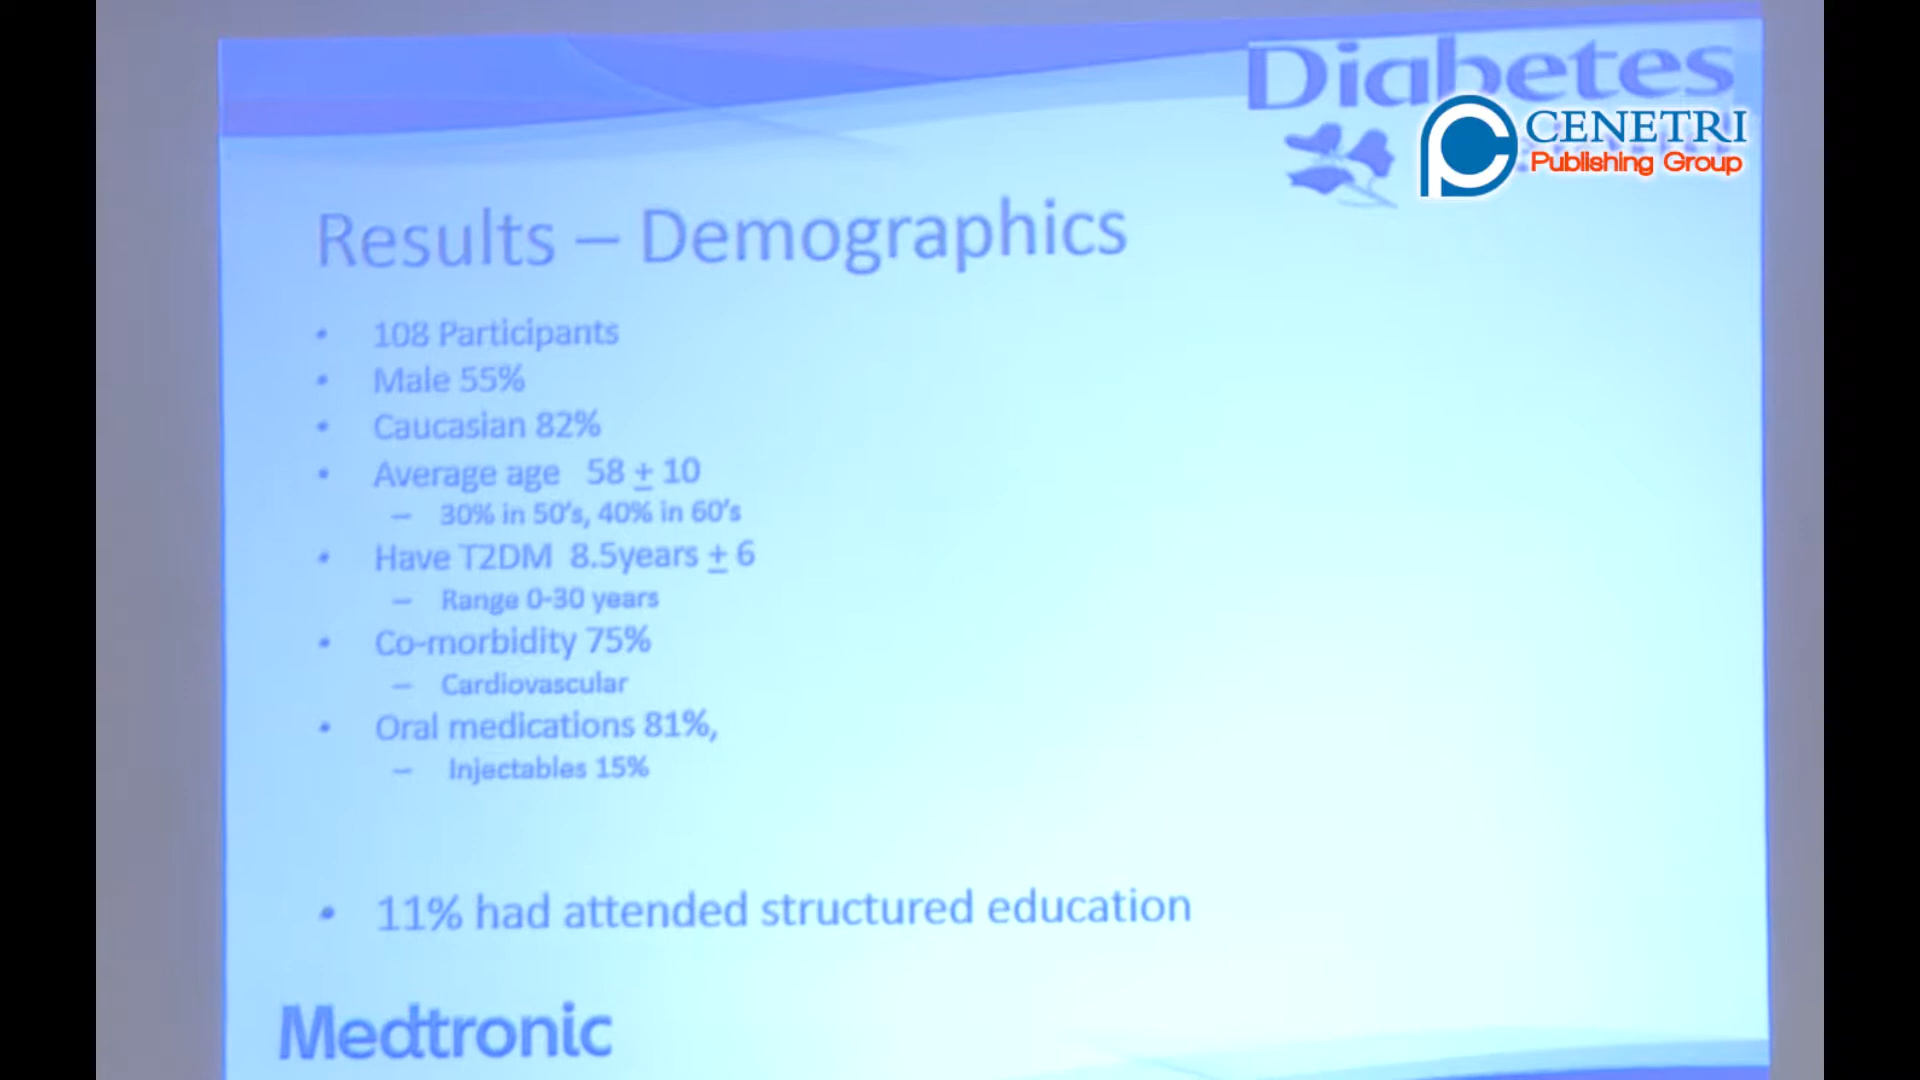 Diabetes
CENETRI
Publishing Group
Results – Demographics
• 108 Participants
• Male 55%
• Caucasian 82%
• Average age 58 ± 10
– 30% in 50's, 40% in 60's
• Have T2DM 8.5years ± 6
– Range 0-30 years
• Co-morbidity 75%
– Cardiovascular
• Oral medications 81%,
– Injectables 15%
• 11% had attended structured education
Medtronic